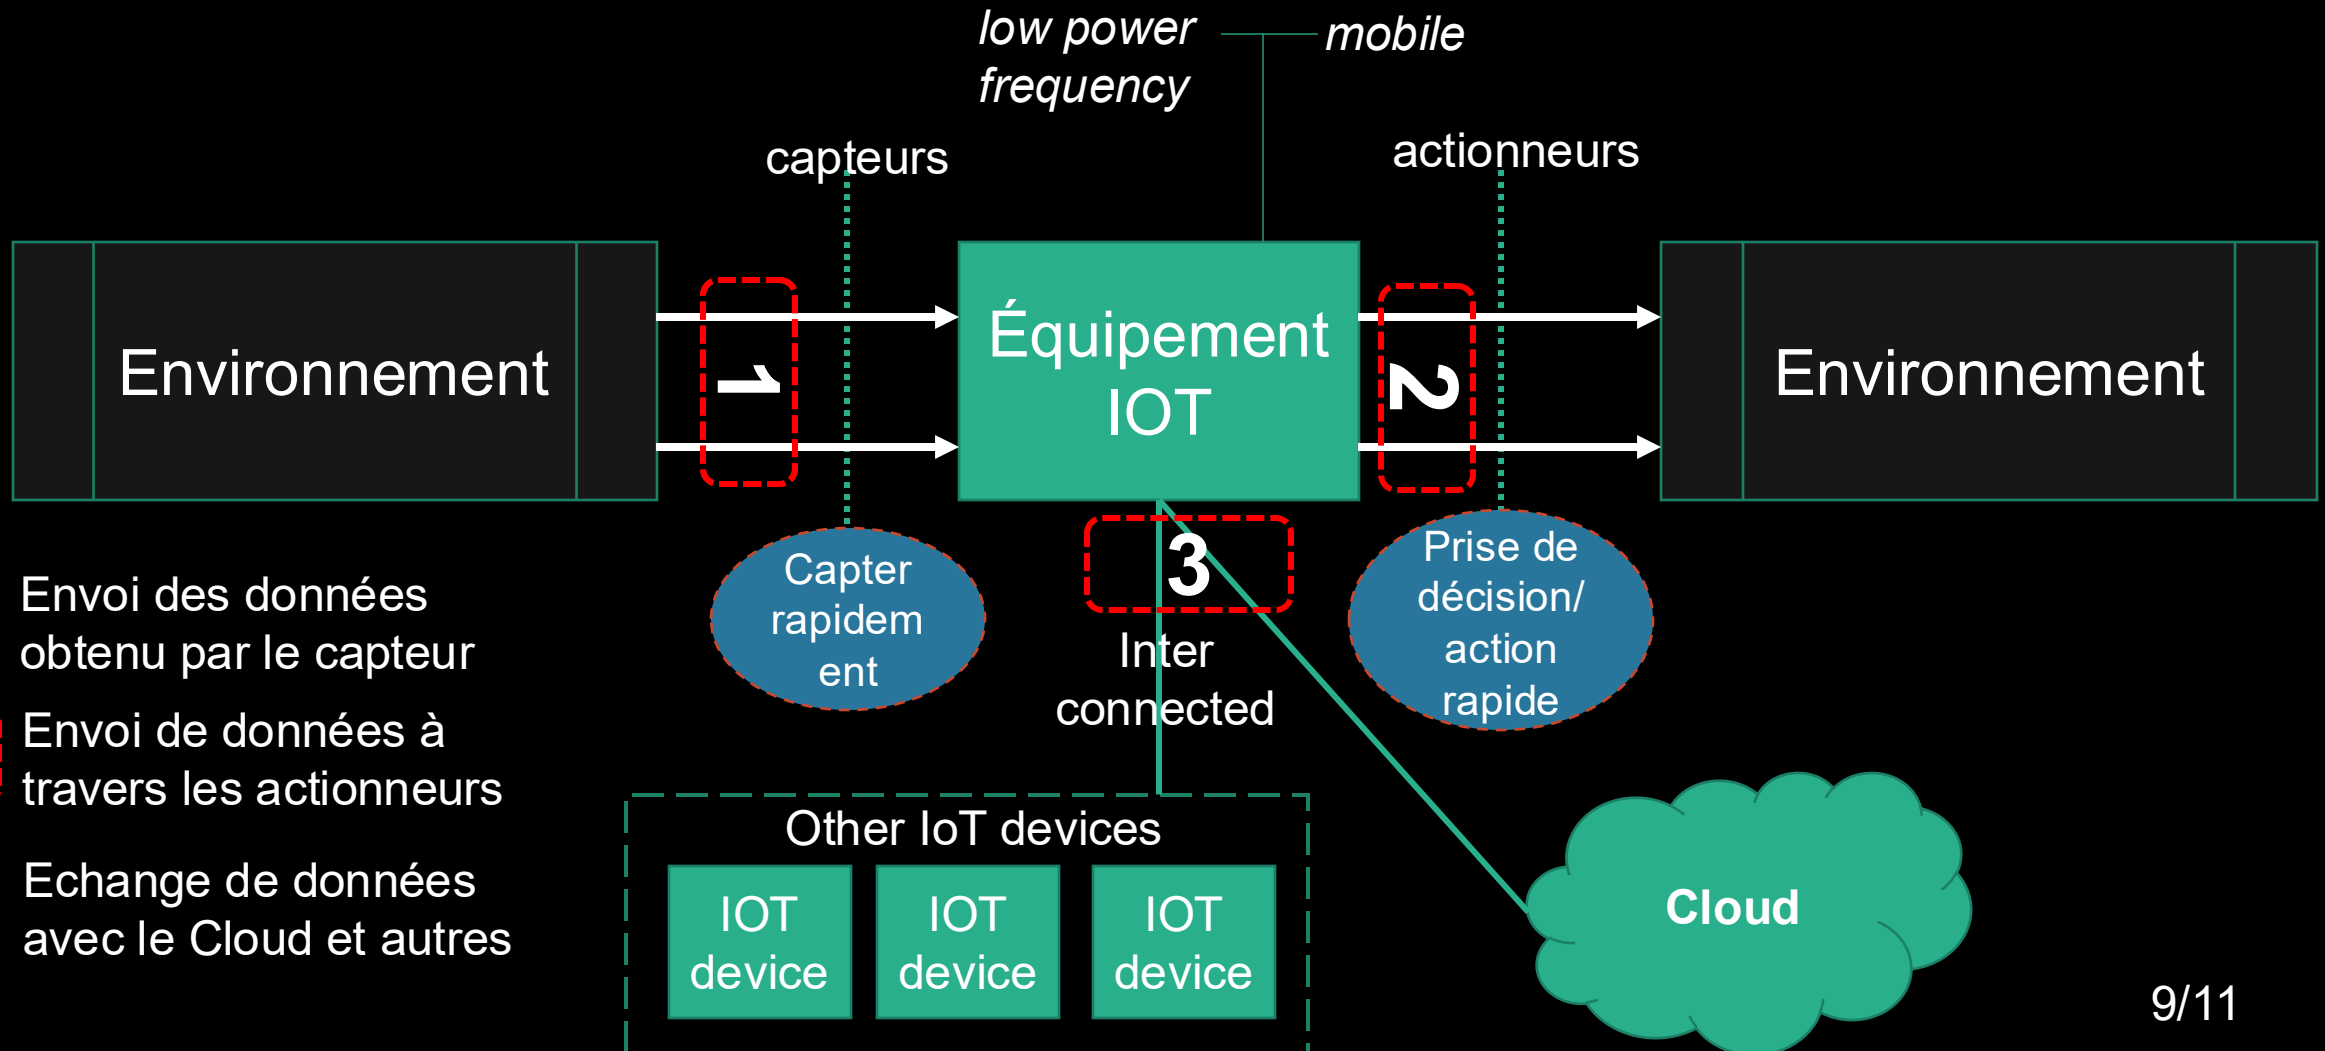 low power
frequency
mobile
capteurs
actionneurs
Environnement
1
Équipement
IOT
2
Environnement
3
Capter
rapidem
ent
Prise de
décision/
action
rapide
Inter
connected
Envoi des données
obtenu par le capteur
Envoi de données à
travers les actionneurs
Echange de données
avec le Cloud et autres
Other IoT devices
IOT
device
IOT
device
IOT
device
Cloud
9/11